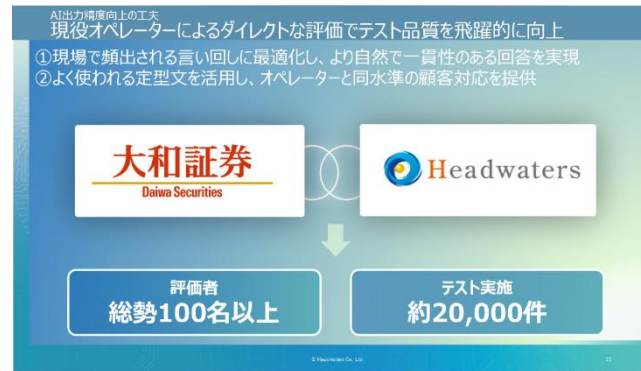 AI出力精度向上の工夫
現役オペレーターによるダイレクトな評価でテスト品質を飛躍的に向上
①現場で頻出される言い回しに最適化し、より自然で一貫性のある回答を実現
②よく使われる定型文を活用し、オペレーターと同水準の顧客対応を提供
大和証券
Daiwa Securities
Headwaters
評価者
総勢100名以上
テスト実施
約20,000件
© Headwaters Co., Ltd.